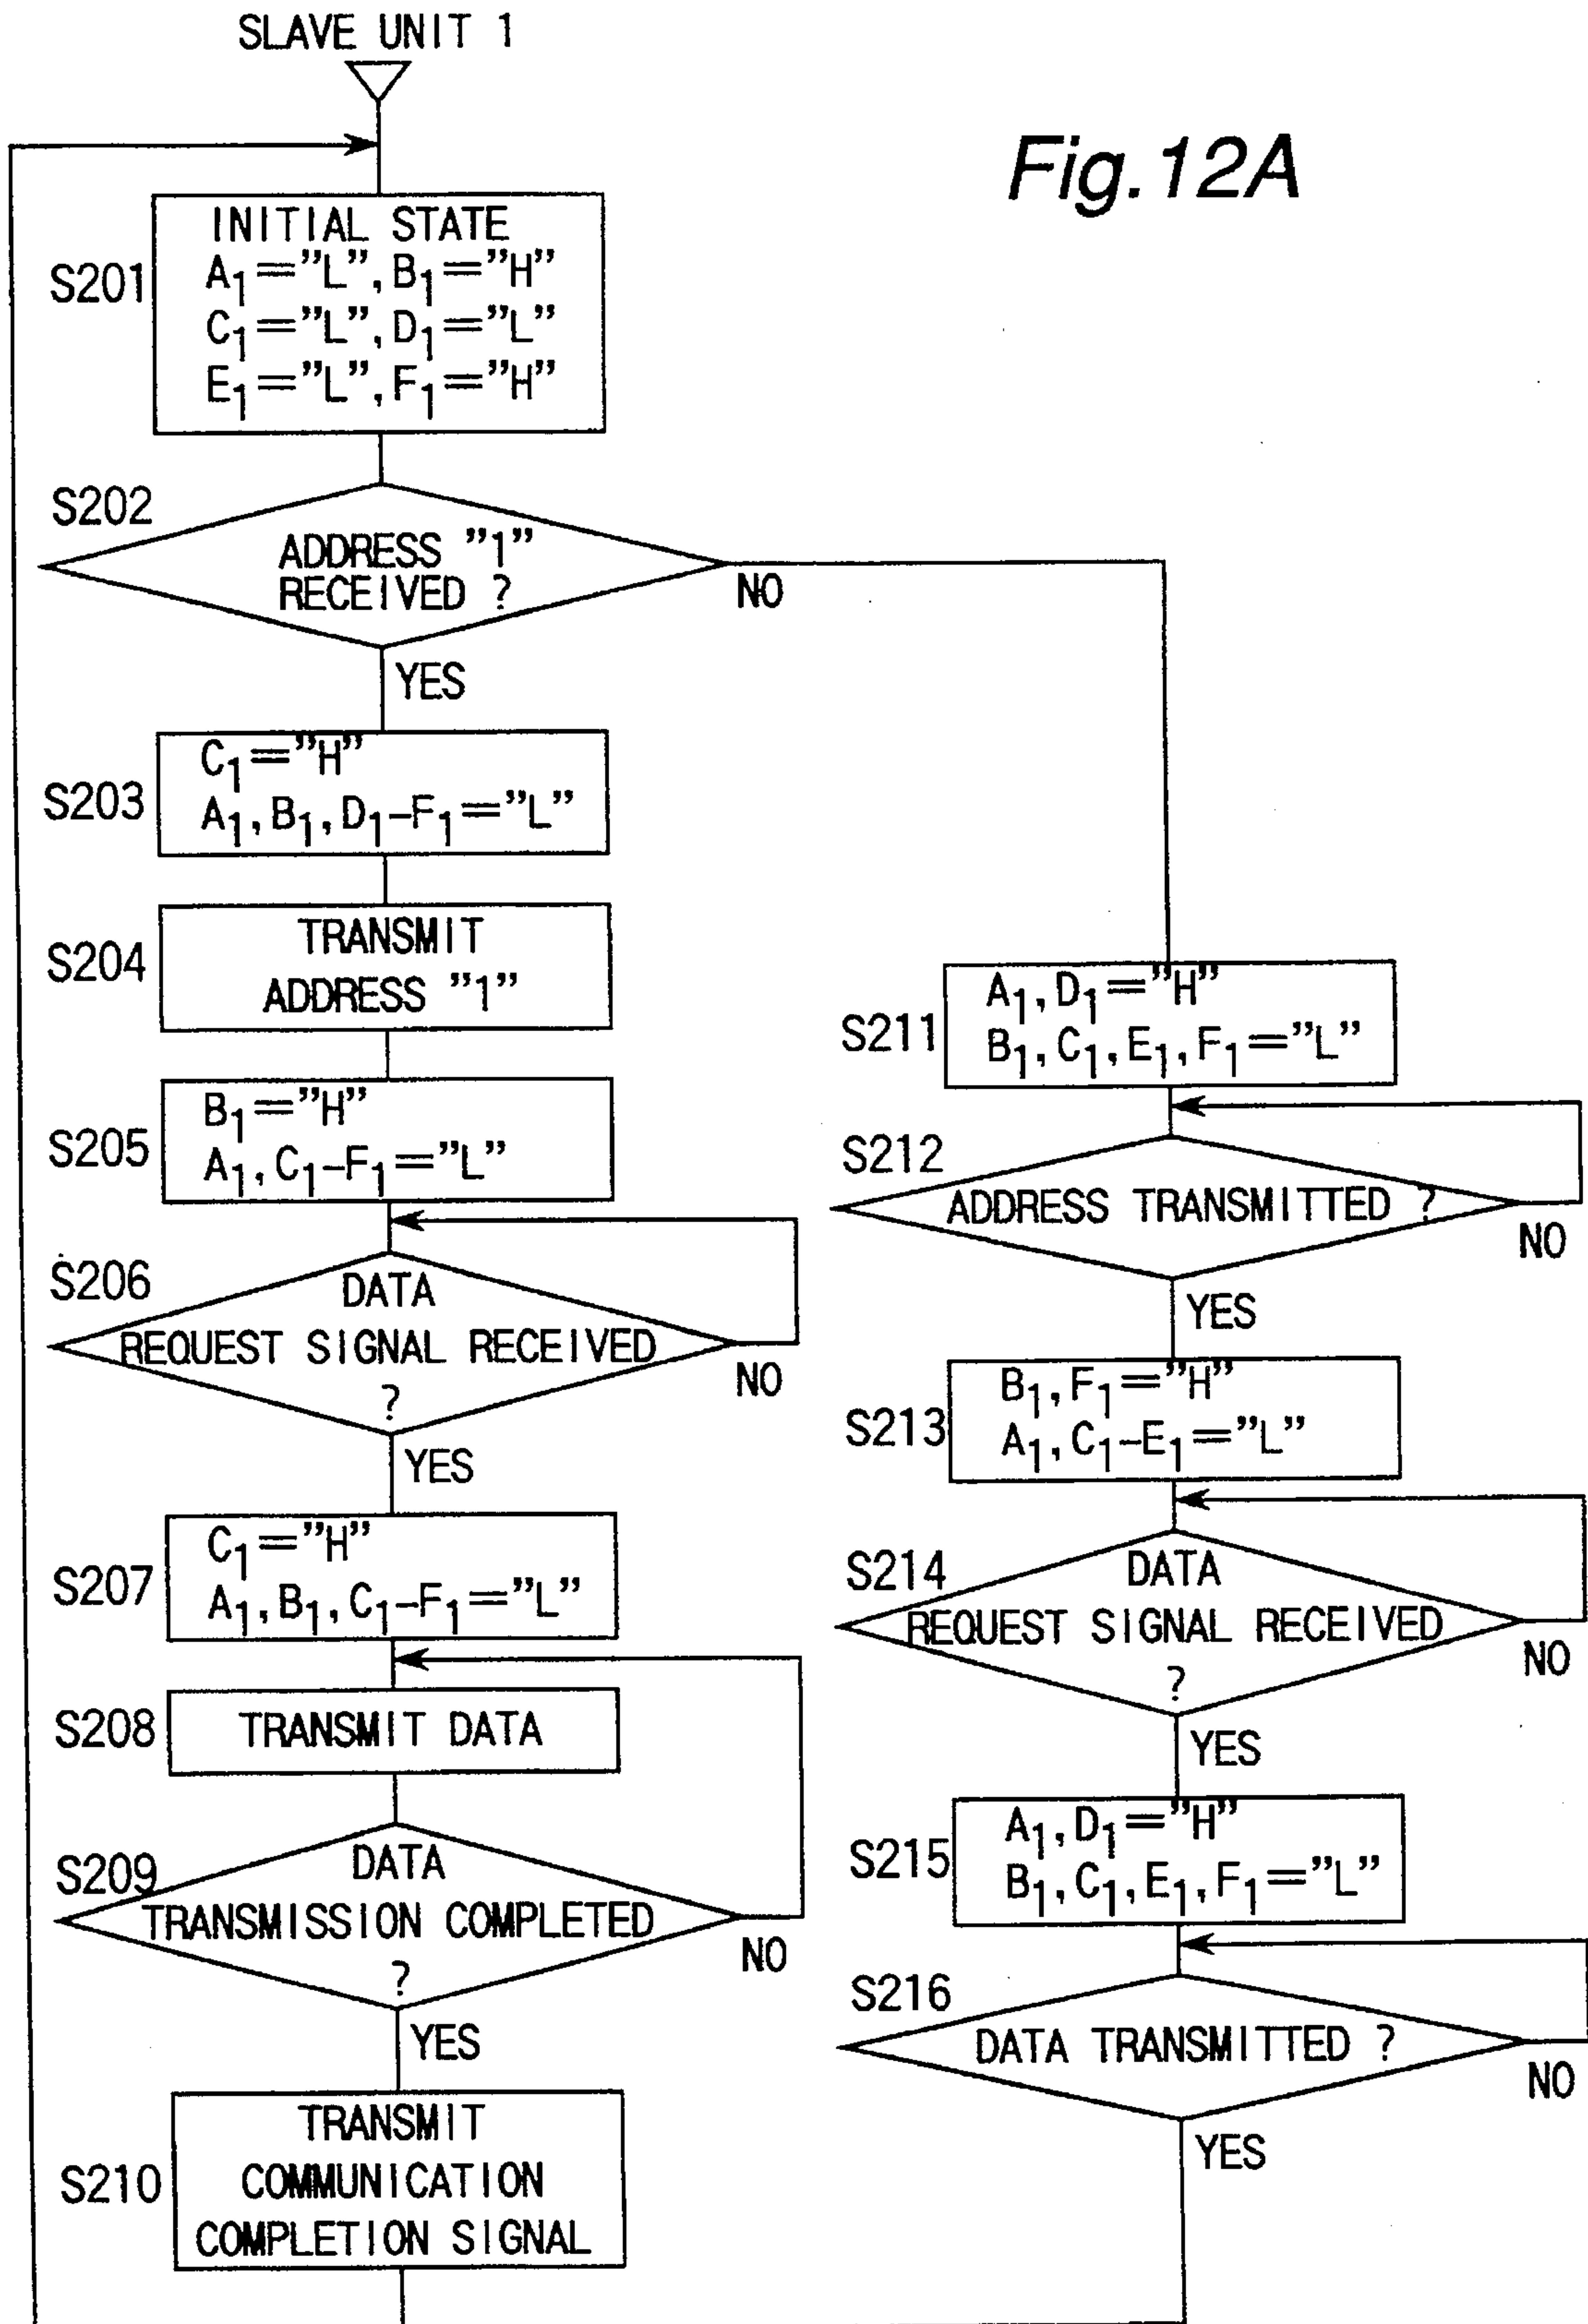 SLAVE UNIT 1
Fig.12A
S201
INITIAL STATE
A1="L", B1="H"
C1="L", D1="L"
E1="L", F1="H"
S202
ADDRESS "1"
RECEIVED ?
NO
YES
S203
C1="H"
A1, B1, D1-F1="L"
S204
TRANSMIT
ADDRESS "1"
S205
B1="H"
A1, C1-F1="L"
S206
DATA
REQUEST SIGNAL RECEIVED
?
NO
YES
S207
C1="H"
A1, B1, C1-F1="L"
S208
TRANSMIT DATA
S209
DATA
TRANSMISSION COMPLETED
?
NO
YES
S210
TRANSMIT
COMMUNICATION
COMPLETION SIGNAL
S211
A1, D1="H"
B1, C1, E1, F1="L"
S212
ADDRESS TRANSMITTED ?
NO
YES
S213
B1, F1="H"
A1, C1-E1="L"
S214
DATA
REQUEST SIGNAL RECEIVED
?
NO
YES
S215
A1, D1="H"
B1, C1, E1, F1="L"
S216
DATA TRANSMITTED ?
NO
YES